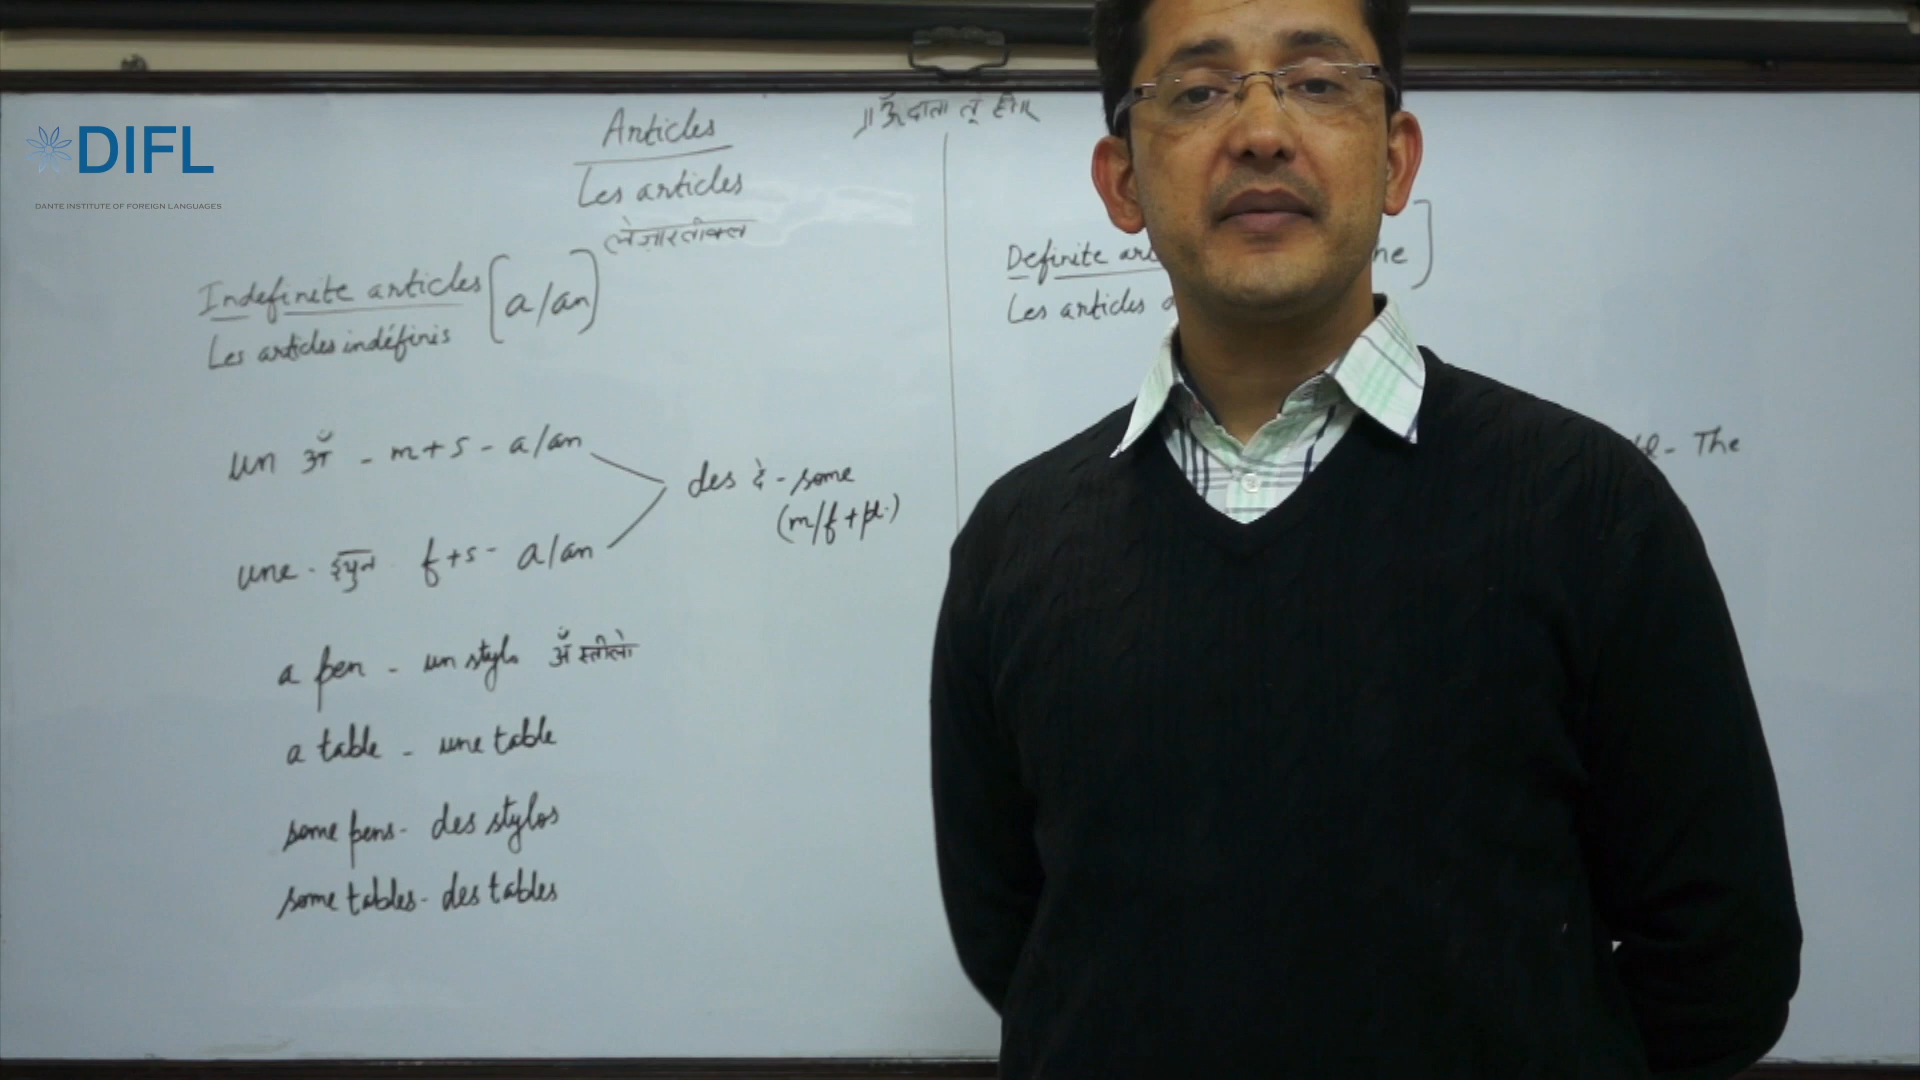 DIFL
DANTE INSTITUTE OF FOREIGN LANGUAGES
॥ ॐ दाता तू ही॥
Articles
Les articles
लेज़ारतीक्ल
Indefinite articles [a/an]
Les articles indéfinis
un अँ - m+s - a/an
une - इयुन f+s - a/an
des दे - some
(m/f+pl.)
a pen - un stylo अँ स्तीलो
a table - une table
some pens - des stylos
some tables - des tables
Definite
Les articles
- The